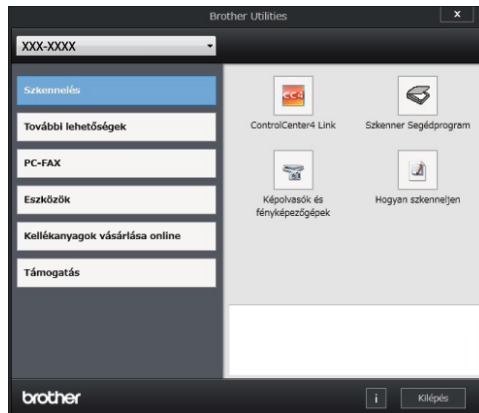 Brother Utilities
X
XXX-XXXX
Szkennelés
További lehetőségek
PC-FAX
Eszközök
Kellékanyagok vásárlása online
Támogatás
CC4
ControlCenter4 Link
Szkenner Segédprogram
Képolvasók és
fényképezőgépek
Hogyan szkenneljen
brother
i
Kilépés